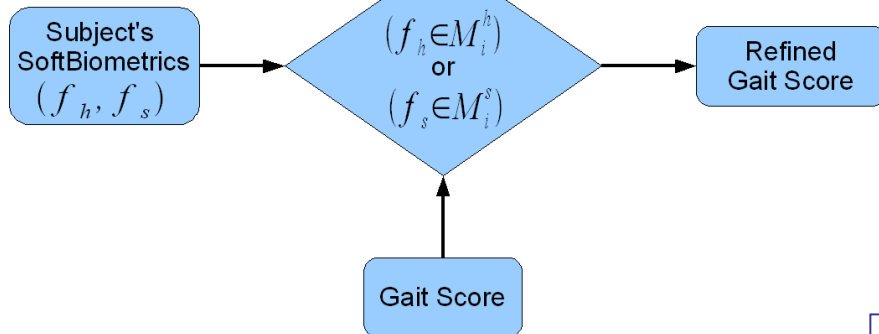 Subject's
SoftBiometrics
(f_h, f_s)
(f_h∈M_i^h)
or
(f_s∈M_i^s)
Refined
Gait Score
Gait Score